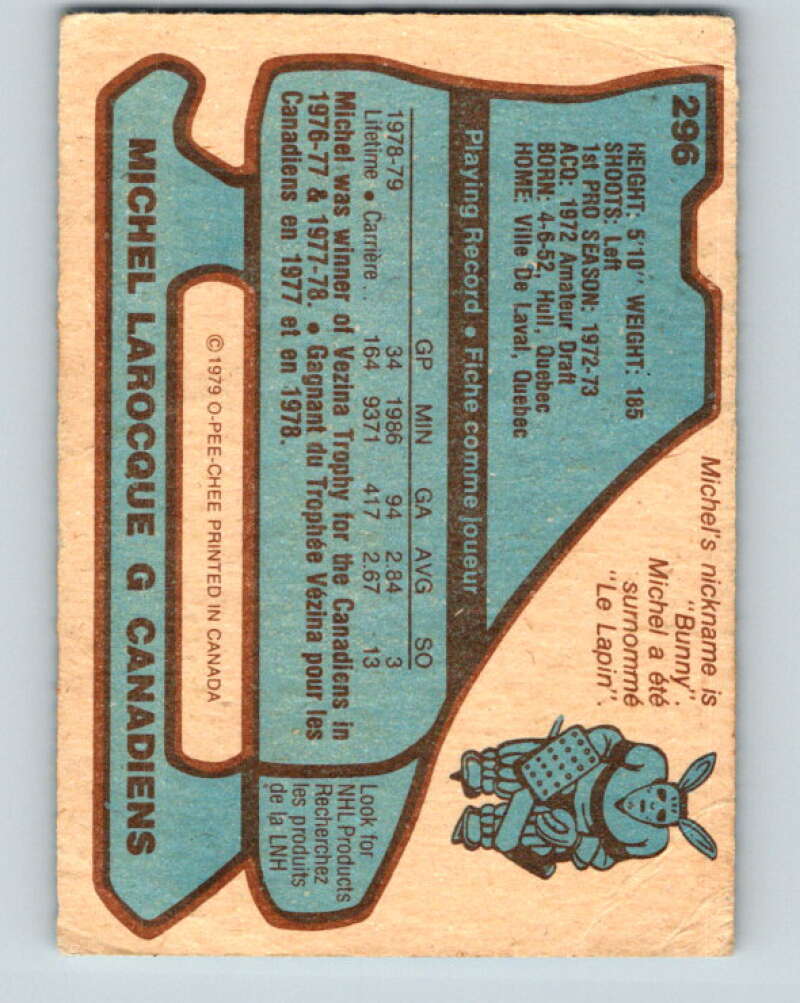 296
HEIGHT: 5'10" WEIGHT: 185
SHOOTS: Left
1st PRO SEASON: 1972-73
ACQ: 1972 Amateur Draft
BORN: 4-6-52, Hull, Quebec
HOME: Ville De Laval, Quebec
Michel's nickname is
"Bunny".
Michel a été
surnommé
"Le Lapin".
Playing Record • Fiche comme joueur
GP MIN GA AVG SO
1978-79 34 1986 94 2.84 3
Lifetime • Carrière... 164 9371 417 2.67 13
Michel was winner of Vezina Trophy for the Canadiens in
1976-77 & 1977-78. • Gagnant du Trophée Vézina pour les
Canadiens en 1977 et en 1978.
Look for
NHL Products
Recherchez
les produits
de la LNH
© 1979 O-PEE-CHEE PRINTED IN CANADA
MICHEL LAROCQUE G CANADIENS